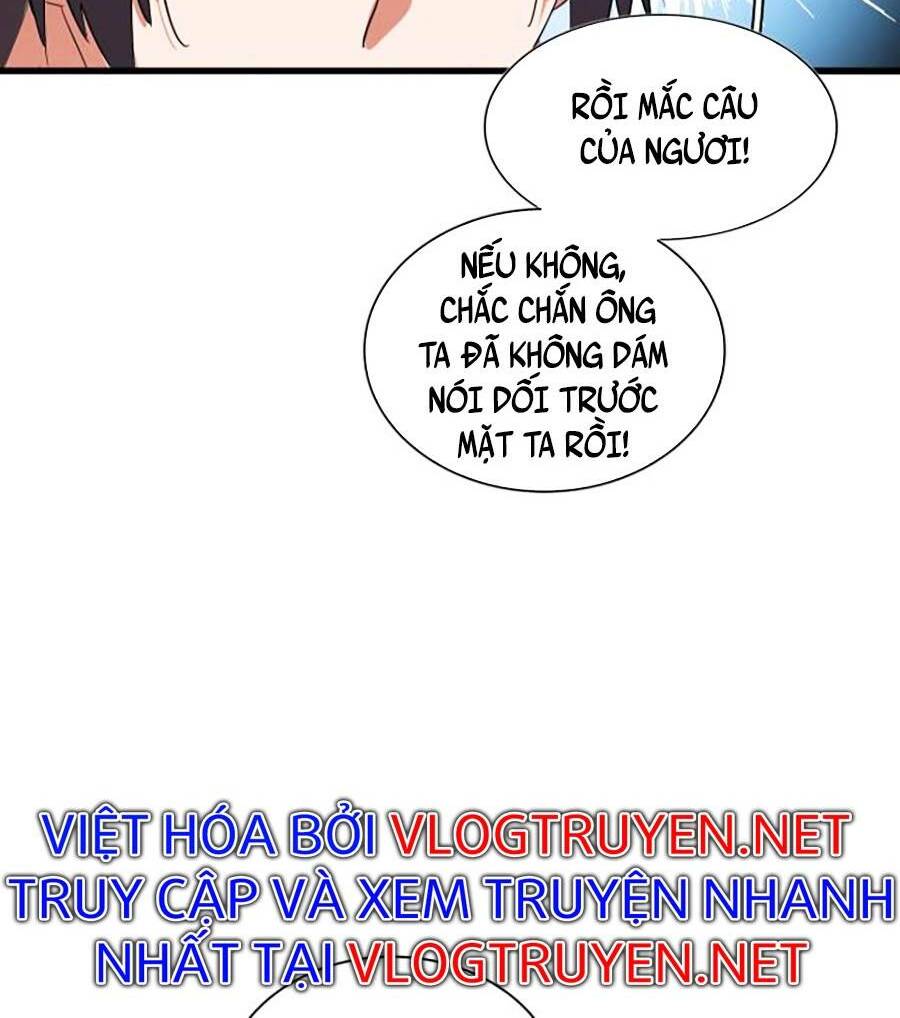 RỒI MẮC CÂU
CỦA NGƯƠI!
NẾU KHÔNG,
CHẮC CHẮN ÔNG
TA ĐÃ KHÔNG DÁM
NÓI DỐI TRƯỚC
MẶT TA RỒI!
VIỆT HÓA BỞI VLOGTRUYEN.NET
TRUY CẬP VÀ XEM TRUYỆN NHANH
NHẤT TẠI VLOGTRUYEN.NET